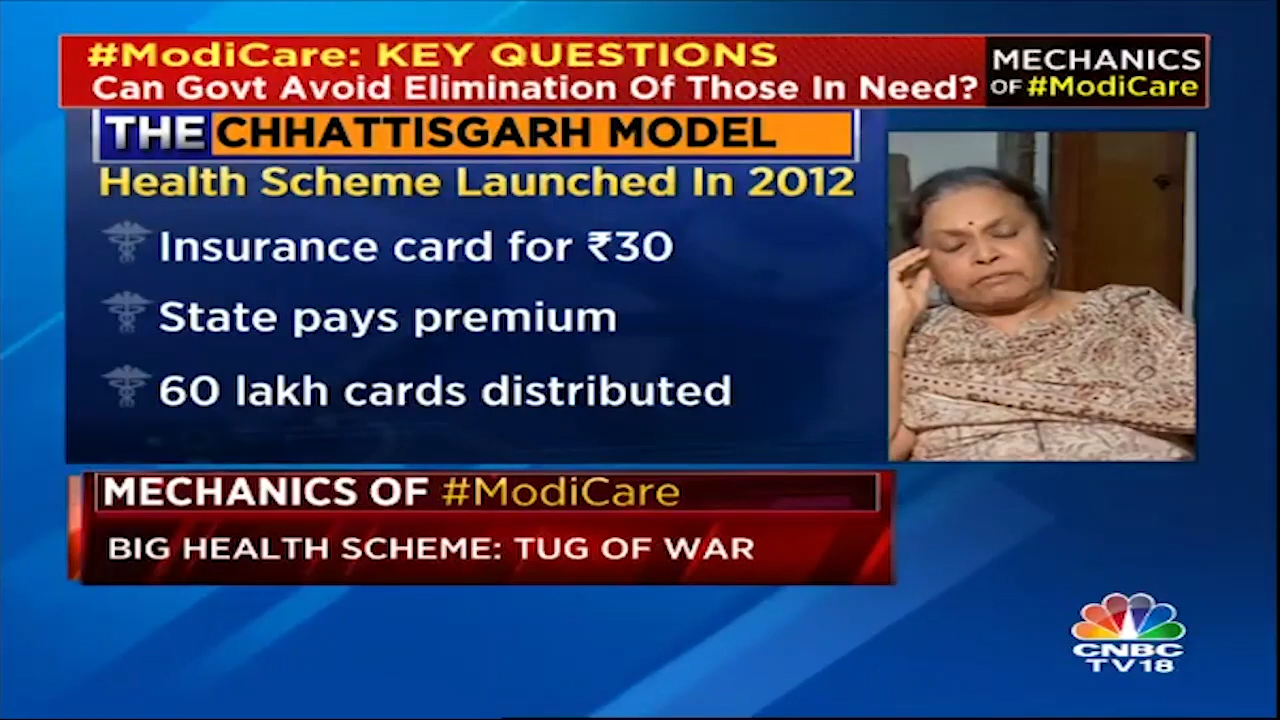 #ModiCare: KEY QUESTIONS
Can Govt Avoid Elimination Of Those In Need?
MECHANICS
OF #ModiCare
THE CHHATTISGARH MODEL
Health Scheme Launched In 2012
Insurance card for ₹30
State pays premium
60 lakh cards distributed
MECHANICS OF #ModiCare
BIG HEALTH SCHEME: TUG OF WAR
CNBC
TV18